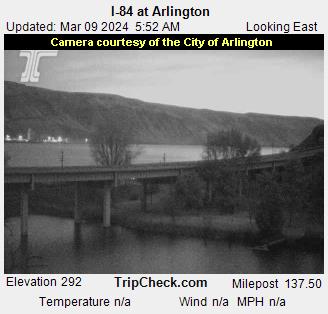 I-84 at Arlington
Updated: Mar 09 2024 5:52 AM Looking East
Camera courtesy of the City of Arlington
Elevation 292 TripCheck.com Milepost 137.50
Temperature n/a Wind n/a MPH n/a